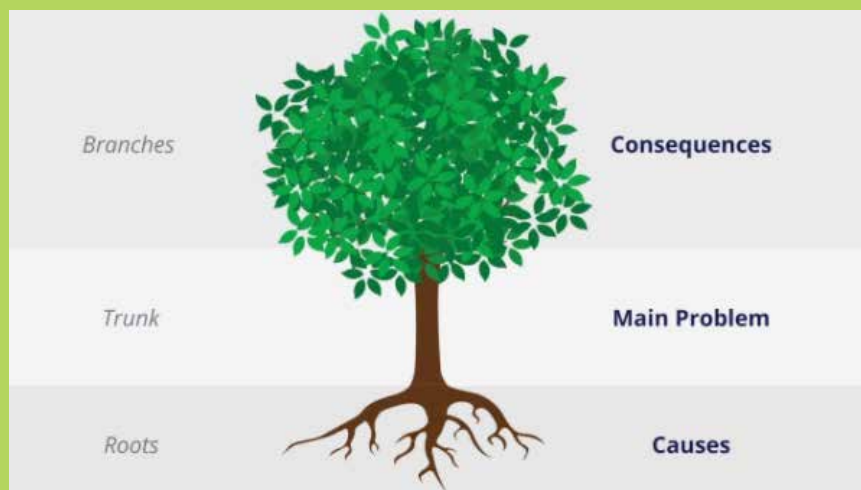 Branches
Consequences
Trunk
Main Problem
Roots
Causes